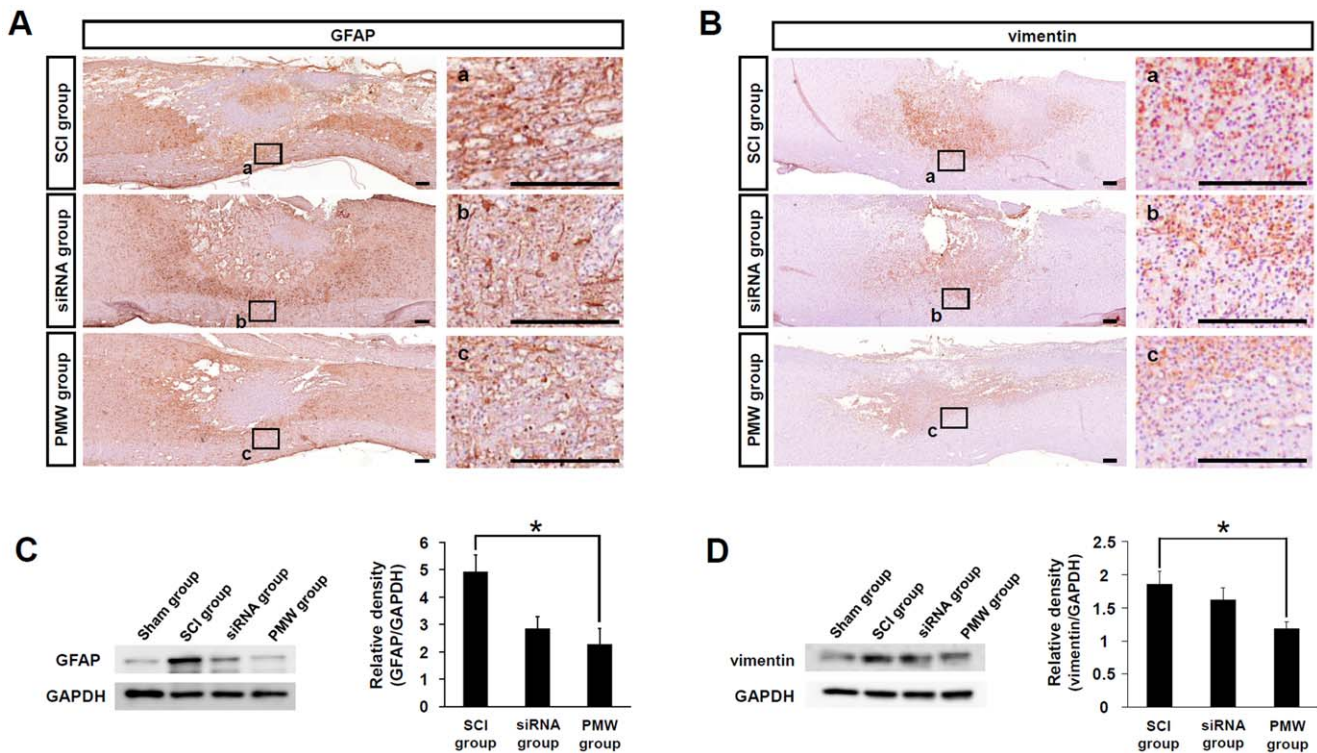 A
GFAP
SCI group
a
a
siRNA group
b
b
PMW group
c
c
B
vimentin
SCI group
a
a
siRNA group
b
b
PMW group
c
c
C
Sham group
SCI group
siRNA group
PMW group
GFAP
GAPDH
Relative density
(GFAP/GAPDH)
6
5
4
3
2
1
0
*
SCI group
siRNA group
PMW group
D
Sham group
SCI group
siRNA group
PMW group
vimentin
GAPDH
Relative density
(vimentin/GAPDH)
2.5
2
1.5
1
0.5
0
*
SCI group
siRNA group
PMW group